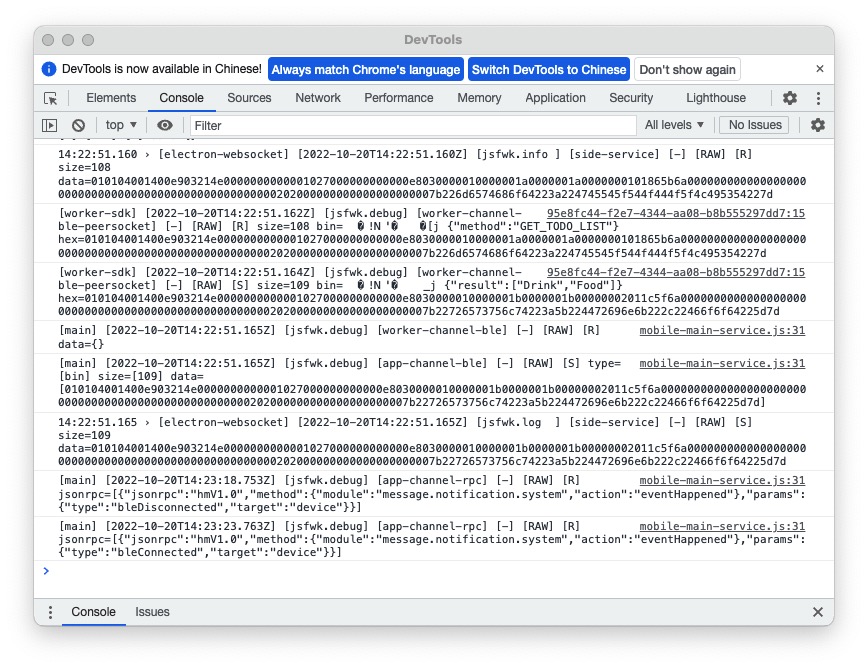 DevTools
DevTools is now available in Chinese! Always match Chrome's language Switch DevTools to Chinese Don't show again ×
Elements Console Sources Network Performance Memory Application Security Lighthouse
top ▼ Filter All levels ▼ No Issues
14:22:51.160 › [electron-websocket] [2022-10-20T14:22:51.160Z] [jsfwk.info ] [side-service] [-] [RAW] [R]
size=108
[worker-sdk] [2022-10-20T14:22:51.162Z] [jsfwk.debug] [worker-channel- 95e8fc44-f2e7-4344-aa08-b8b555297dd7:15
ble-peersocket] [-] [RAW] [R] size=108 bin= � !N '� �[j {"method":"GET_TODO_LIST"}
[worker-sdk] [2022-10-20T14:22:51.164Z] [jsfwk.debug] [worker-channel- 95e8fc44-f2e7-4344-aa08-b8b555297dd7:15
ble-peersocket] [-] [RAW] [S] size=109 bin= � !N '� _j {"result":["Drink","Food"]}
[main] [2022-10-20T14:22:51.165Z] [jsfwk.debug] [worker-channel-ble] [-] [RAW] [R] mobile-main-service.js:31
data={}
[main] [2022-10-20T14:22:51.165Z] [jsfwk.debug] [app-channel-ble] [-] [RAW] [S] type= mobile-main-service.js:31
[bin] size=[109] data=
14:22:51.165 › [electron-websocket] [2022-10-20T14:22:51.165Z] [jsfwk.log ] [side-service] [-] [RAW] [S]
size=109
[main] [2022-10-20T14:23:18.753Z] [jsfwk.debug] [app-channel-rpc] [-] [RAW] [R] mobile-main-service.js:31
jsonrpc=[{"jsonrpc":"hmV1.0","method":{"module":"message.notification.system","action":"eventHappened"},"params":
{"type":"bleDisconnected","target":"device"}}]
[main] [2022-10-20T14:23:23.763Z] [jsfwk.debug] [app-channel-rpc] [-] [RAW] [R] mobile-main-service.js:31
jsonrpc=[{"jsonrpc":"hmV1.0","method":{"module":"message.notification.system","action":"eventHappened"},"params":
{"type":"bleConnected","target":"device"}}]
Console Issues